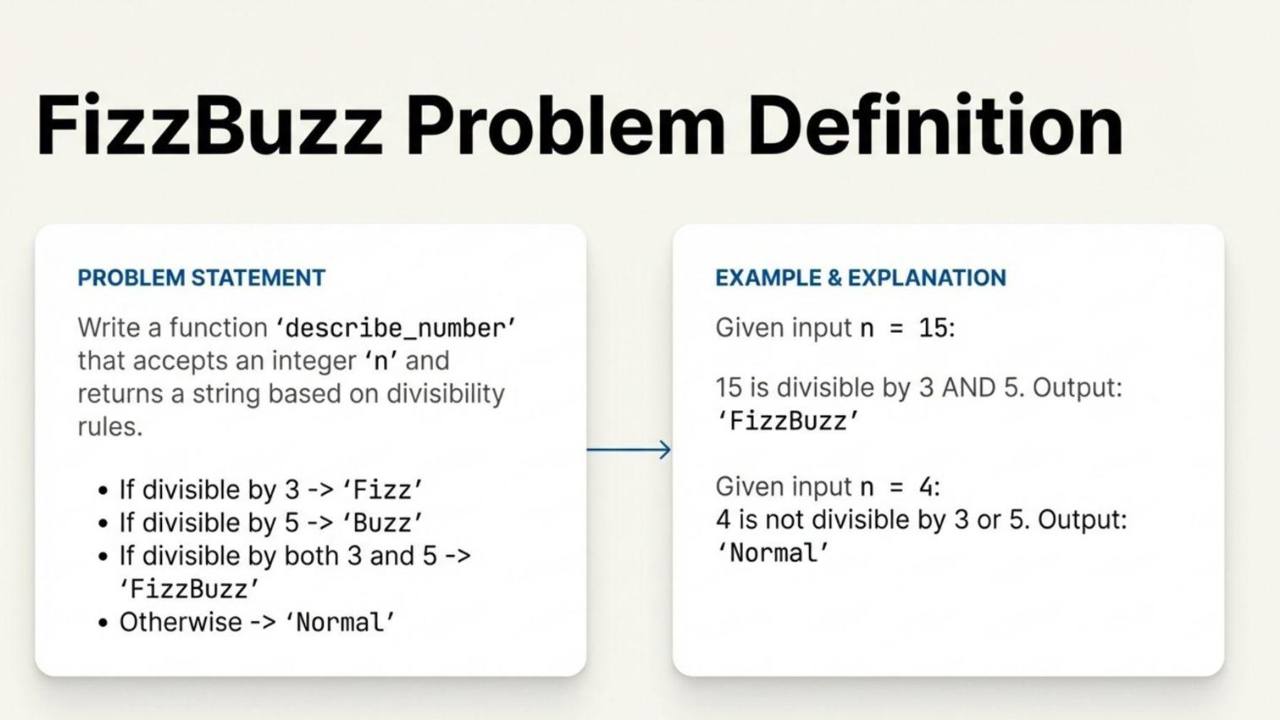 FizzBuzz Problem Definition
PROBLEM STATEMENT
Write a function ‘describe_number’
that accepts an integer ‘n’ and
returns a string based on divisibility
rules.
• If divisible by 3 -> ‘Fizz’
• If divisible by 5 -> ‘Buzz’
• If divisible by both 3 and 5 ->
‘FizzBuzz’
• Otherwise -> ‘Normal’
EXAMPLE & EXPLANATION
Given input n = 15:
15 is divisible by 3 AND 5. Output:
‘FizzBuzz’
Given input n = 4:
4 is not divisible by 3 or 5. Output:
‘Normal’